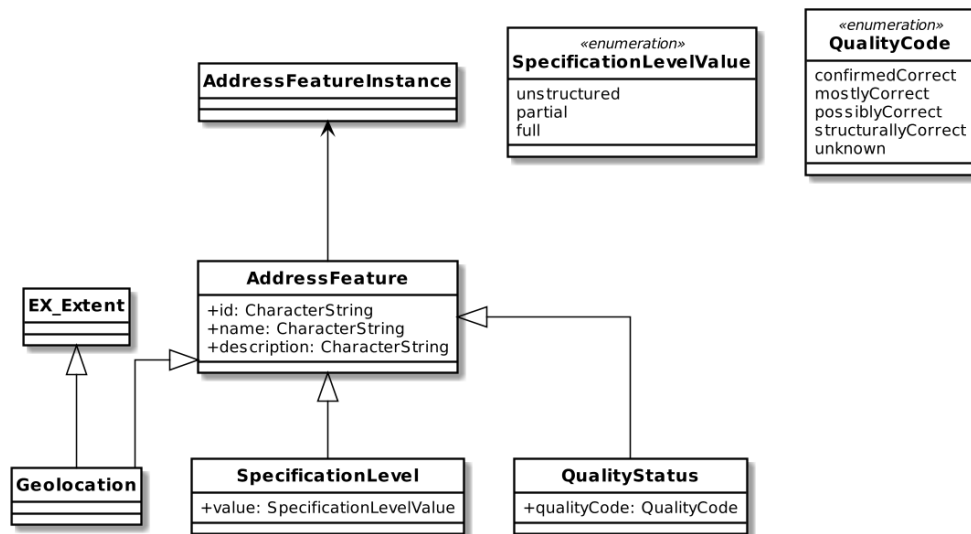 «enumeration»
SpecificationLevelValue
unstructured
partial
full
«enumeration»
QualityCode
confirmedCorrect
mostlyCorrect
possiblyCorrect
structurallyCorrect
unknown
AddressFeatureInstance
AddressFeature
+id: CharacterString
+name: CharacterString
+description: CharacterString
EX_Extent
Geolocation
SpecificationLevel
+value: SpecificationLevelValue
QualityStatus
+qualityCode: QualityCode